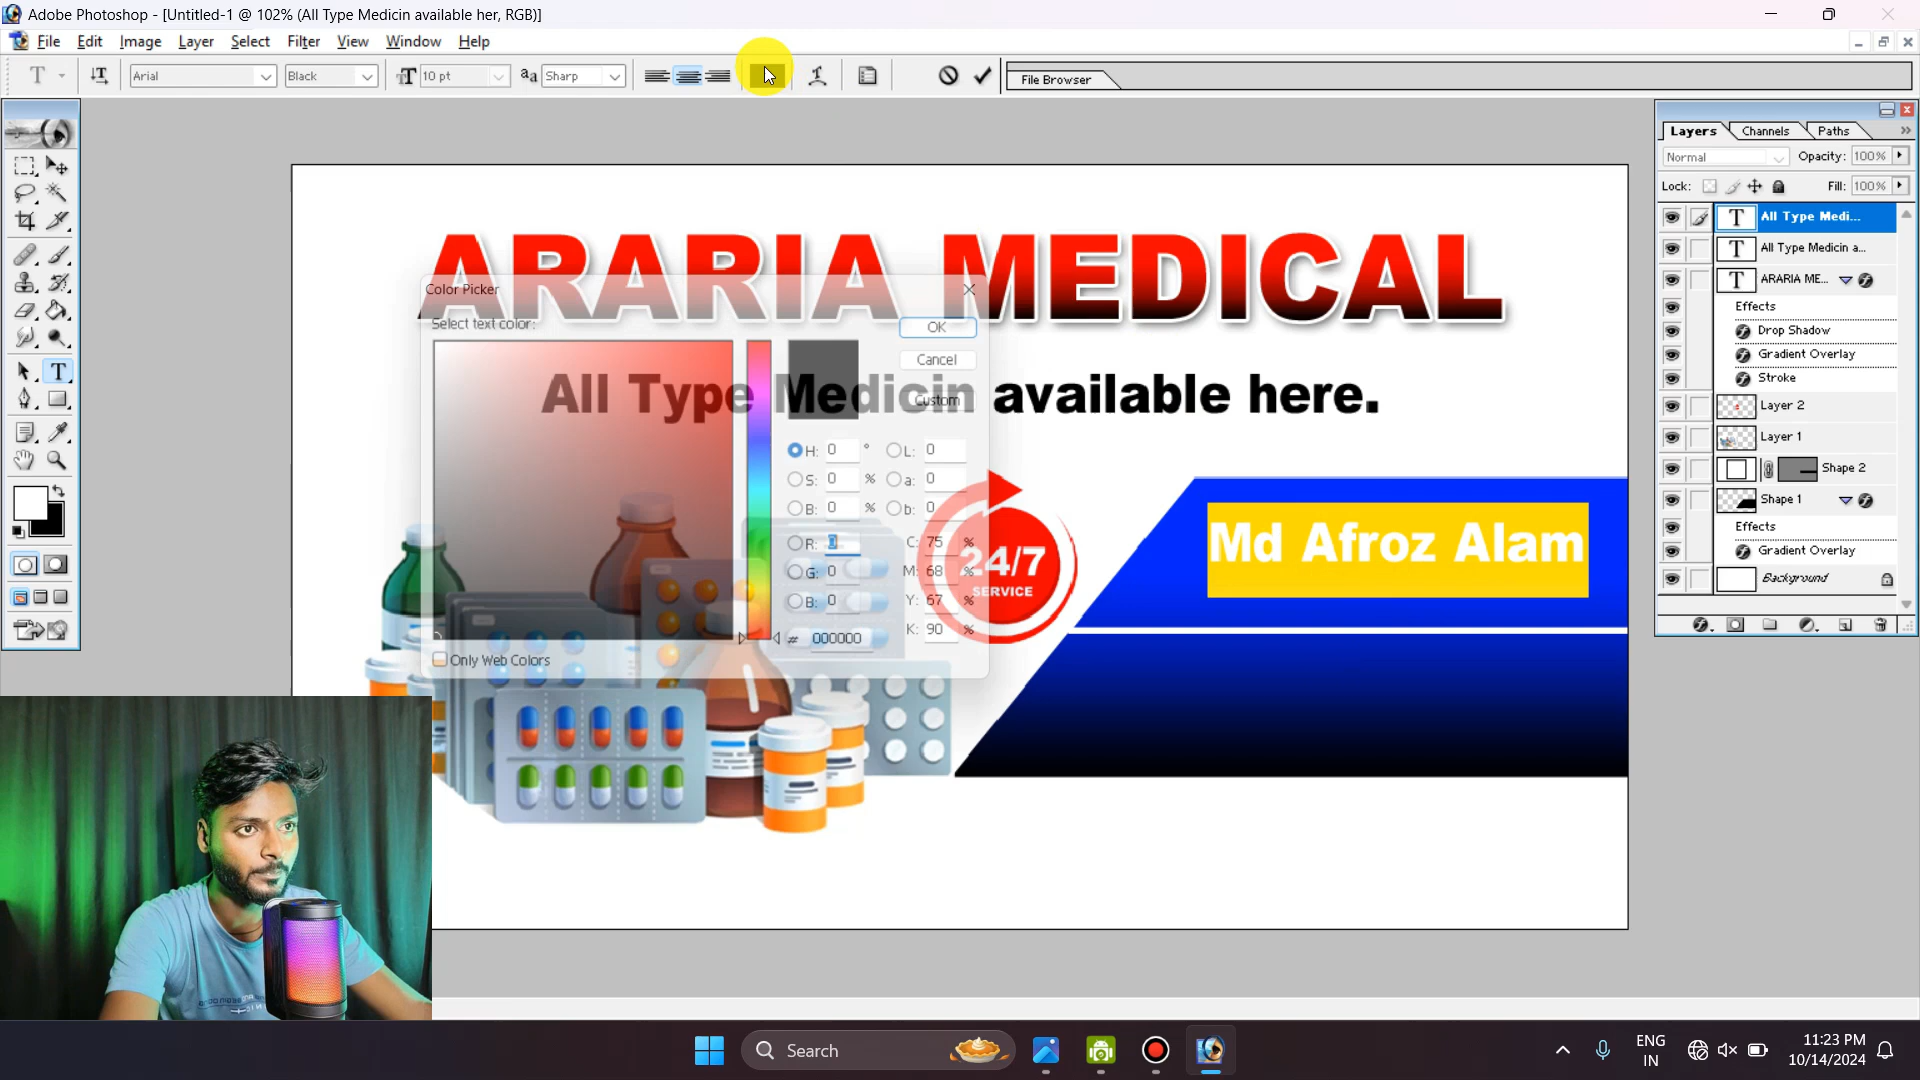 Adobe Photoshop - [Untitled-1 @ 102% (All Type Medicin available her, RGB)]
File Edit Image Layer Select Filter View Window Help
T Arial Black 10 pt aa Sharp File Browser
ARARIA MEDICAL
All Type Medicin available here.
Md Afroz Alam
24/7
SERVICE
Color Picker
Select text color:
OK
Cancel
Custom
H: 0 ° L: 0
S: 0 % a: 0
B: 0 % b: 0
R: 0 C: 75 %
G: 0 M: 68 %
B: 0 Y: 67 %
# 000000 K: 90 %
Only Web Colors
Layers Channels Paths
Normal Opacity: 100%
Lock: Fill: 100%
All Type Medi...
All Type Medicin a...
ARARIA ME...
Effects
Drop Shadow
Gradient Overlay
Stroke
Layer 2
Layer 1
Shape 2
Shape 1
Effects
Gradient Overlay
Background
Search
ENG
IN
11:23 PM
10/14/2024